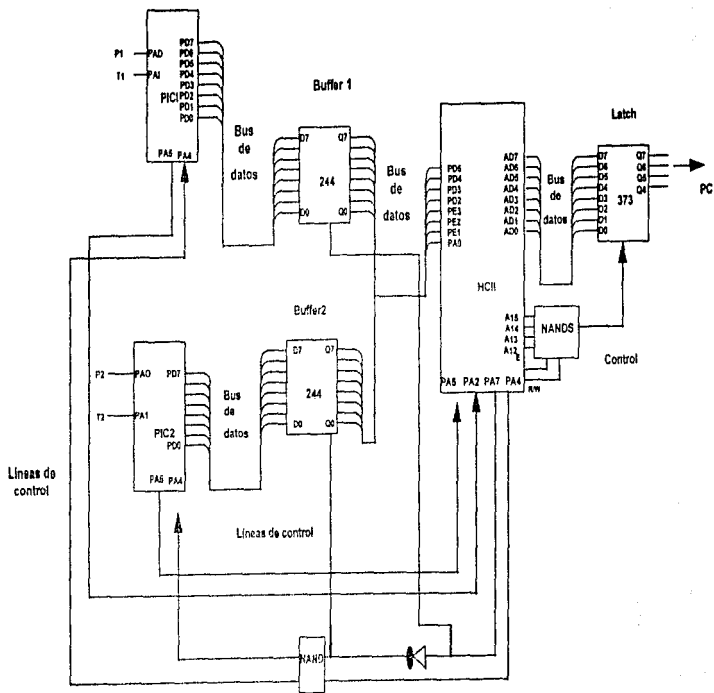 P1
PA0
T1
PA1
PIC1
PD7
PD6
PD5
PD4
PD3
PD2
PD1
PD0
PA5 PA4
Bus
de
datos
Buffer 1
D7 Q7
244
D0 Q0
Bus
de
datos
PD5
PD4
PD3
PD2
PE3
PE2
PE1
PA0
HC11
AD7
AD6
AD5
AD4
AD3
AD2
AD1
AD0
Bus
de
datos
Latch
D7
D6
D5
D4
D3
D2
D1
D0
373
Q7
Q6
Q5
Q4
PC
A15
A14
A13
A12
E
R/W
NANDS
Control
PA5 PA2 PA7 PA4
Buffer2
D7 Q7
244
D0 Q0
P2
PA0
T2
PA1
PIC2
PD7
PD0
PA5 PA4
Bus
de
datos
Líneas de
control
Líneas de control
NAND